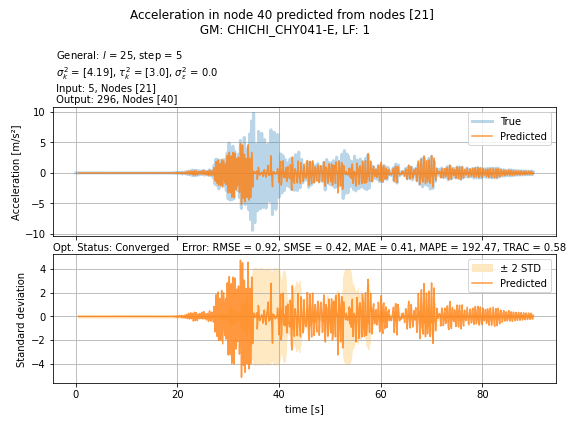 Acceleration in node 40 predicted from nodes [21]
GM: CHICHI_CHY041-E, LF: 1
General: l = 25, step = 5
σ²ₖ = [4.19], τ²ₖ = [3.0], σ²ₑ = 0.0
Input: 5, Nodes [21]
Output: 296, Nodes [40]
Acceleration [m/s²]
10
5
0
−5
−10
True
Predicted
Opt. Status: Converged Error: RMSE = 0.92, SMSE = 0.42, MAE = 0.41, MAPE = 192.47, TRAC = 0.58
Standard deviation
4
2
0
−2
−4
± 2 STD
Predicted
0 20 40 60 80
time [s]